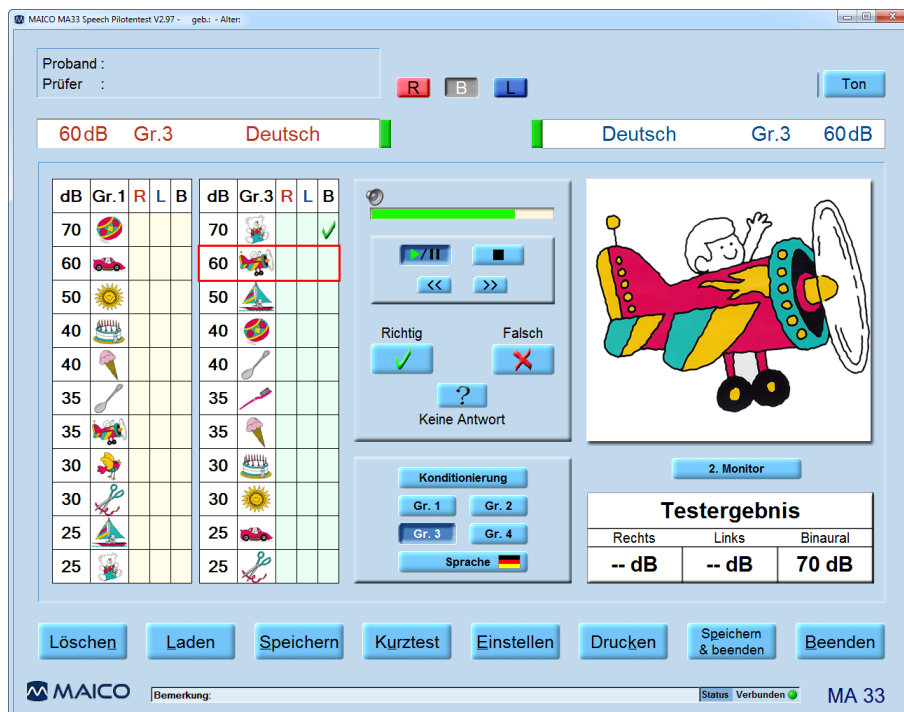 MAICO MA33 Speech Pilotentest V2.97 - geb.: - Alter:
Proband :
Prüfer :
R B L
Ton
60dB Gr.3 Deutsch
Deutsch Gr.3 60dB
dB Gr.1 R L B
70
60
50
40
40
35
35
30
30
25
25
dB Gr.3 R L B
70
60
50
40
40
35
35
30
30
25
25
/II
<< >>
Richtig Falsch
?
Keine Antwort
Konditionierung
Gr. 1 Gr. 2
Gr. 3 Gr. 4
Sprache
2. Monitor
Testergebnis
Rechts Links Binaural
-- dB -- dB 70 dB
Löschen Laden Speichern Kurztest Einstellen Drucken Speichern & beenden Beenden
MAICO
Bemerkung:
Status Verbunden
MA 33